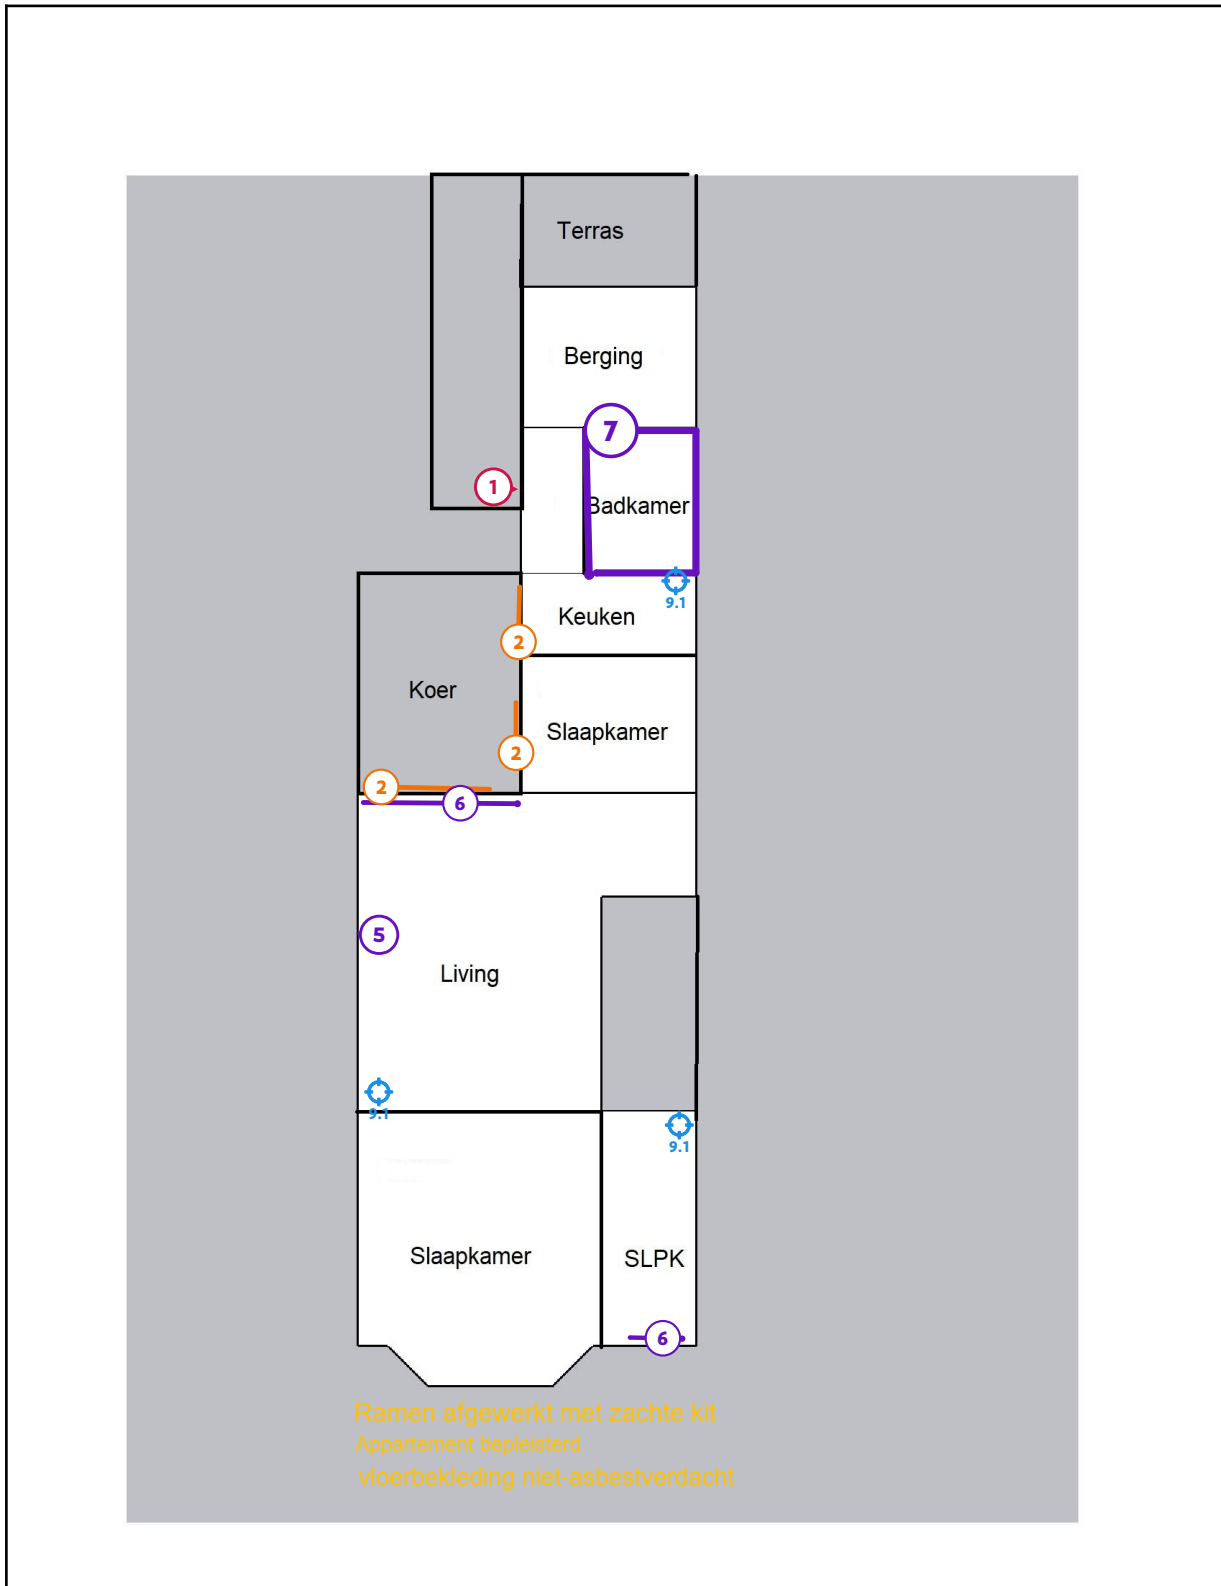 Terras
Berging
7
1
Badkamer
9.1
Keuken
2
Koer
Slaapkamer
2
2
6
5
Living
9.1
9.1
Slaapkamer
SLPK
6
Ramen afgewerkt met zachte kit
Appartement bepleisterd
vloerbekleding niet-asbestverdacht